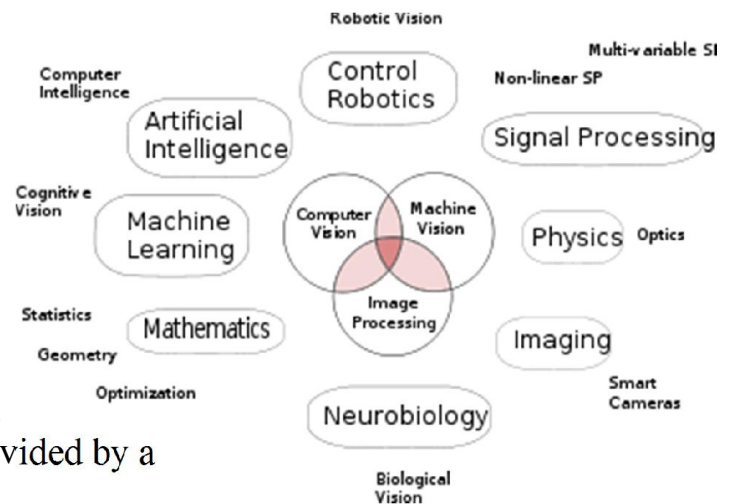 Robotic Vision
Multi-variable SI
Non-linear SP
Computer
Intelligence
Control
Robotics
Artificial
Intelligence
Signal Processing
Cognitive
Vision
Machine
Learning
Computer
Vision
Machine
Vision
Physics
Optics
Image
Processing
Statistics
Mathematics
Geometry
Imaging
Optimization
Smart
Cameras
Neurobiology
vided by a
Biological
Vision